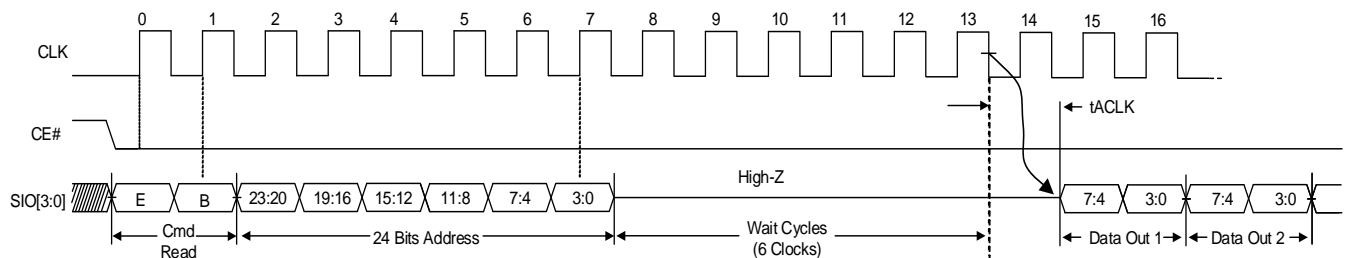 0 1 2 3 4 5 6 7 8 9 10 11 12 13 14 15 16
CLK
tACLK
CE#
High-Z
SIO[3:0] E B 23:20 19:16 15:12 11:8 7:4 3:0 7:4 3:0 7:4 3:0
Cmd 24 Bits Address Wait Cycles Data Out 1 Data Out 2
Read (6 Clocks)